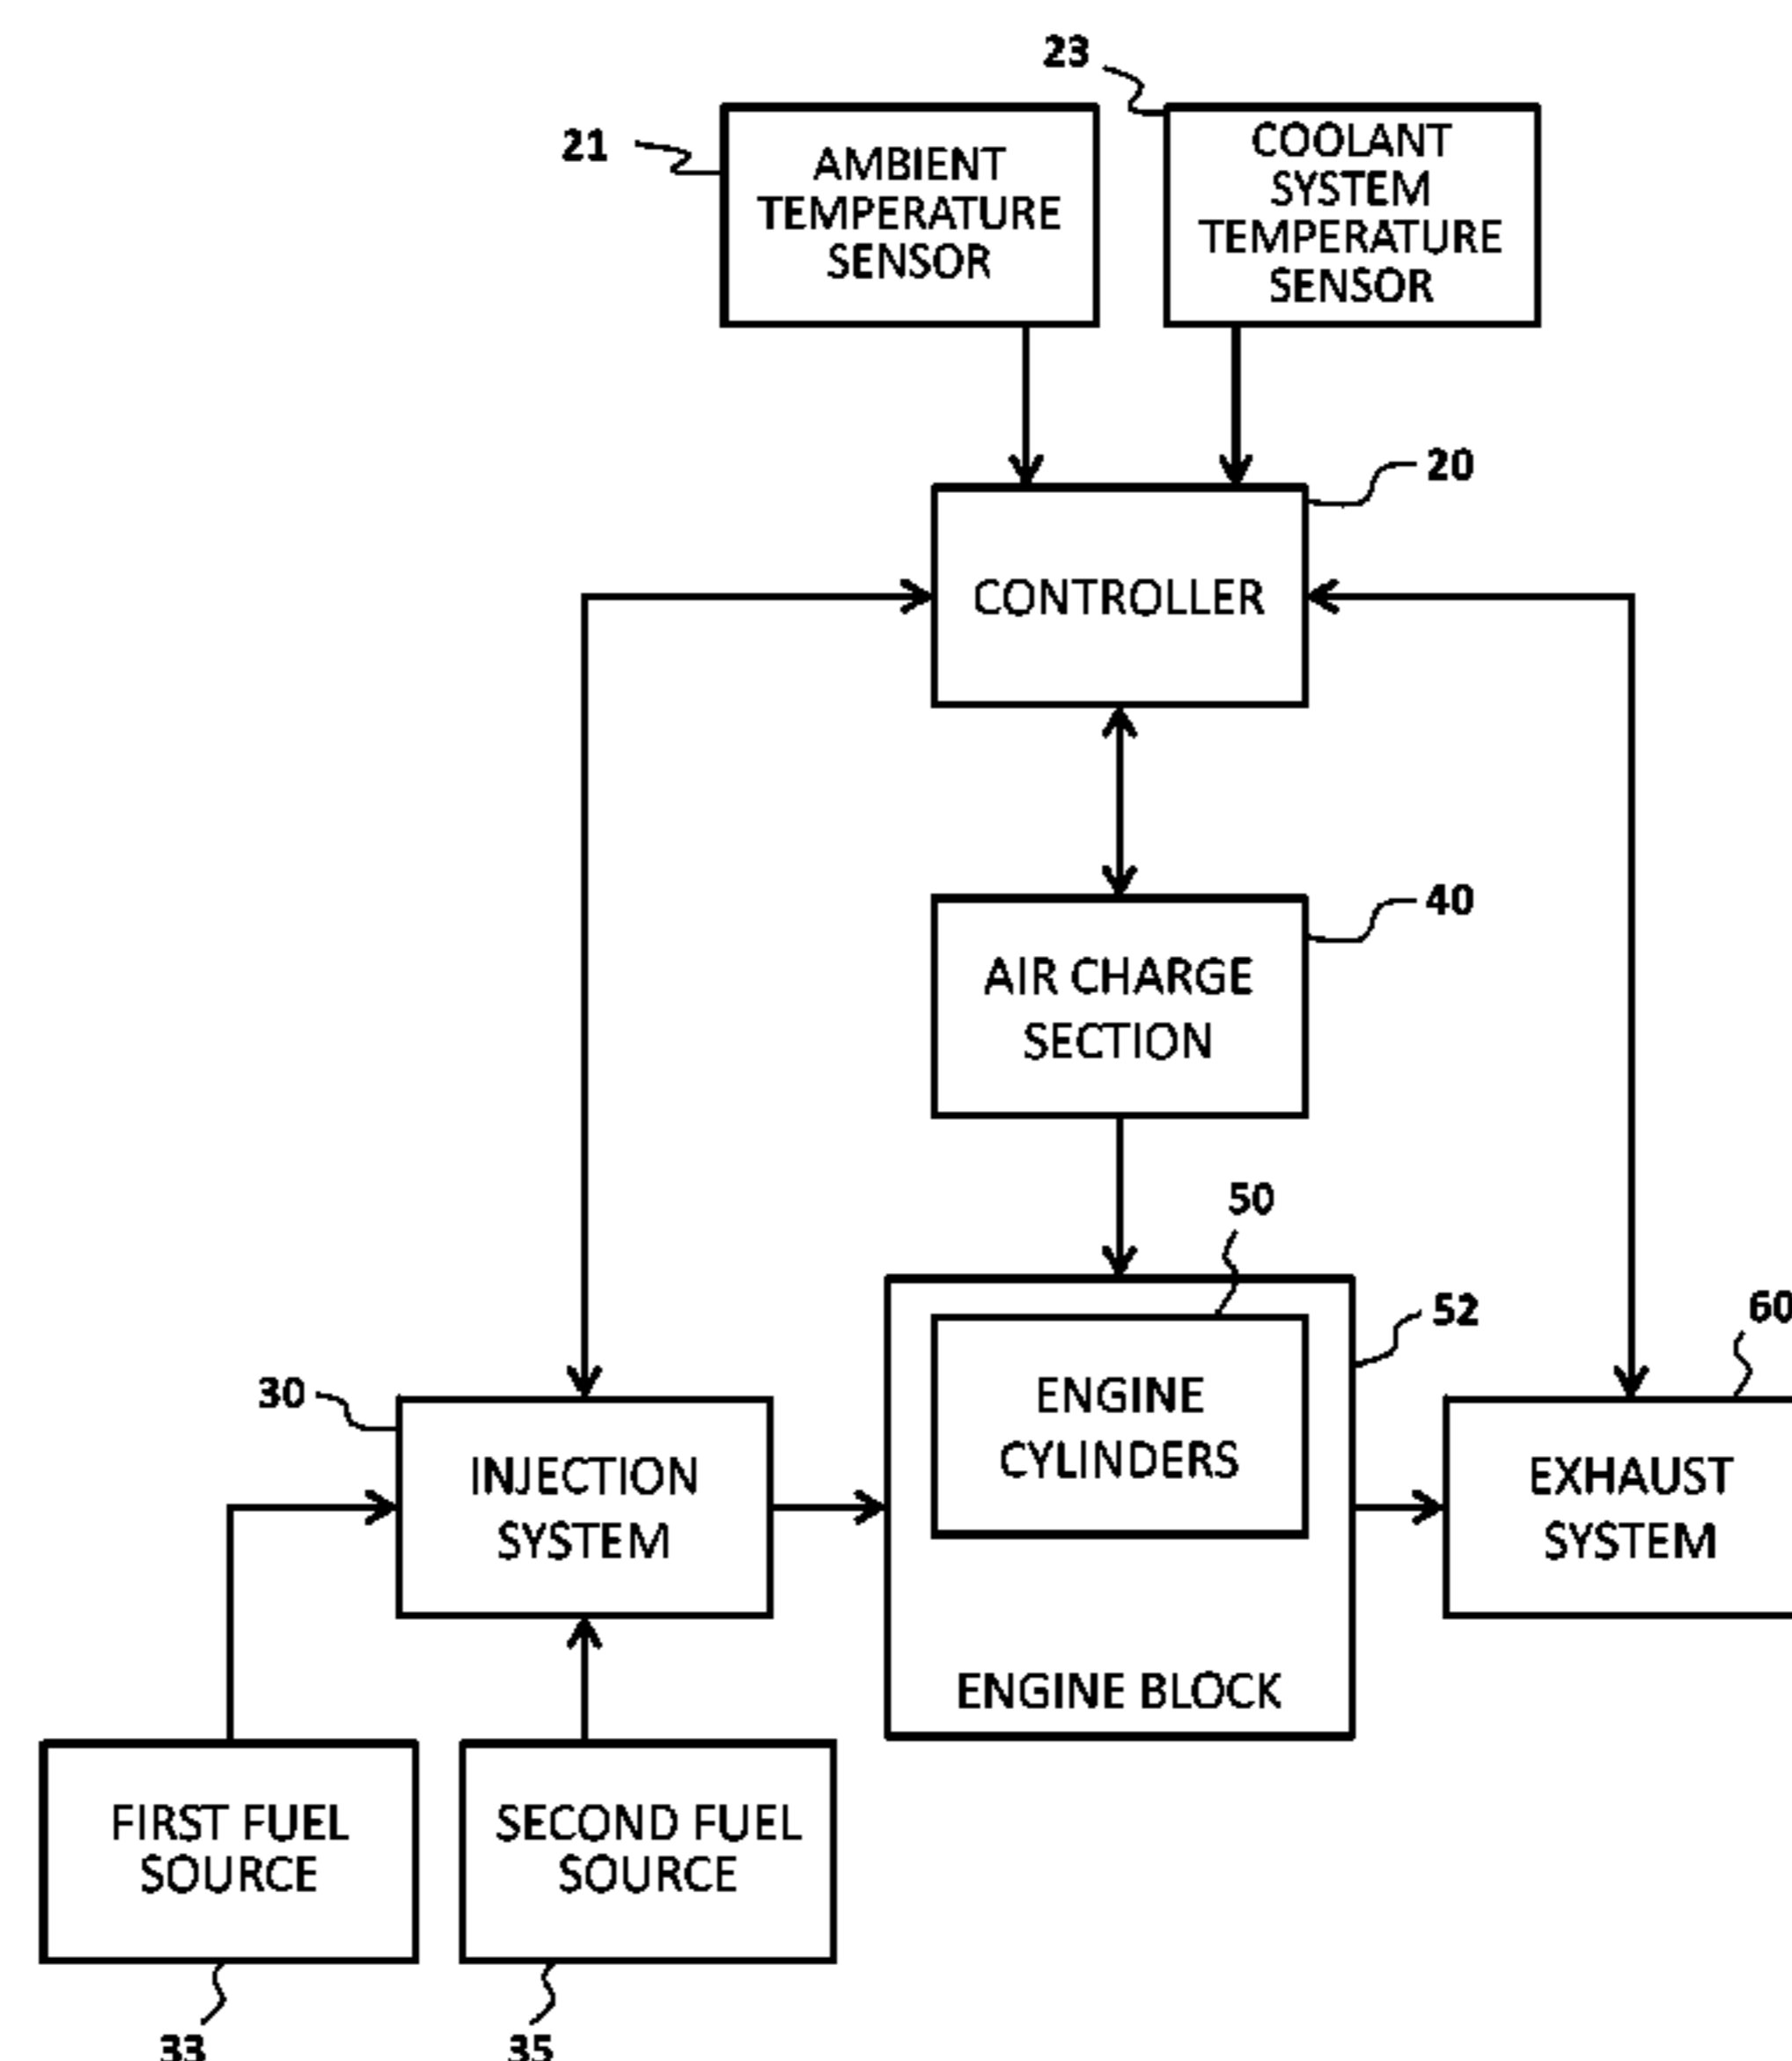 23
21
AMBIENT
TEMPERATURE
SENSOR
COOLANT
SYSTEM
TEMPERATURE
SENSOR
20
CONTROLLER
40
AIR CHARGE
SECTION
50
52
60
30
ENGINE
CYLINDERS
INJECTION
SYSTEM
EXHAUST
SYSTEM
ENGINE BLOCK
FIRST FUEL
SOURCE
SECOND FUEL
SOURCE
33
35